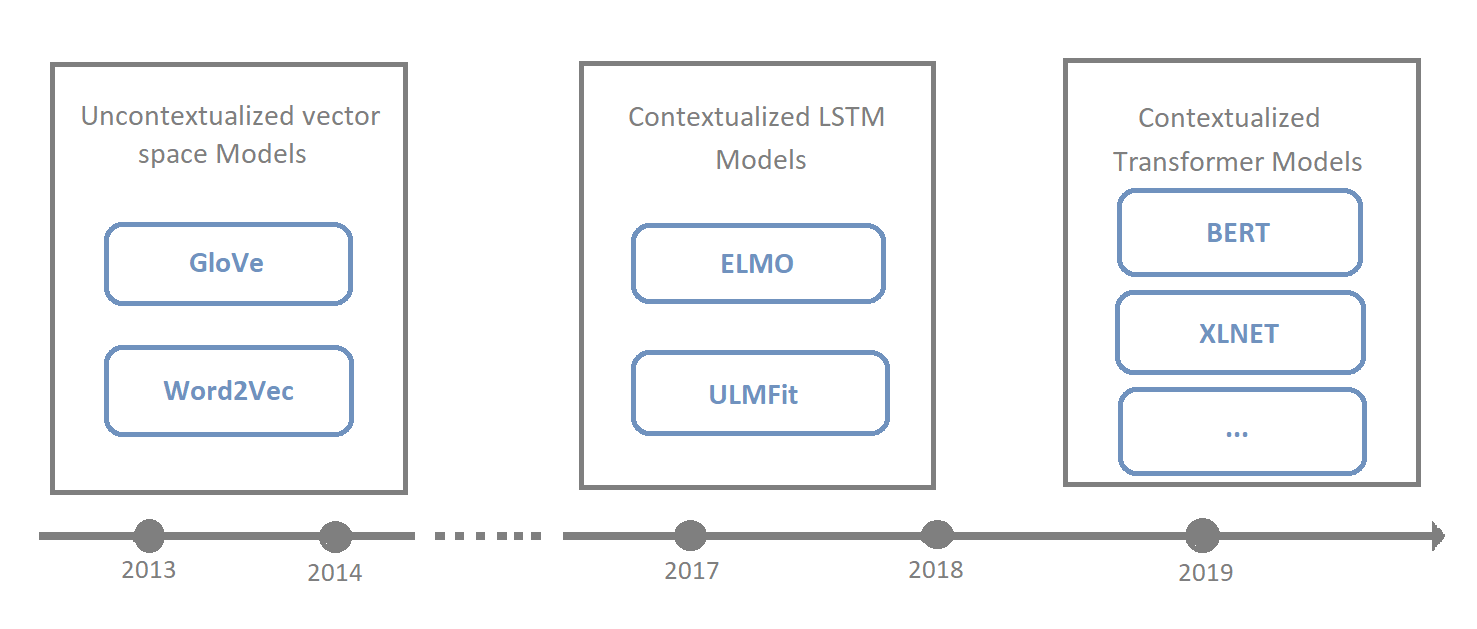 Uncontextualized vector
space Models
GloVe
Word2Vec
Contextualized LSTM
Models
ELMO
ULMFit
Contextualized
Transformer Models
BERT
XLNET
...
2013
2014
2017
2018
2019